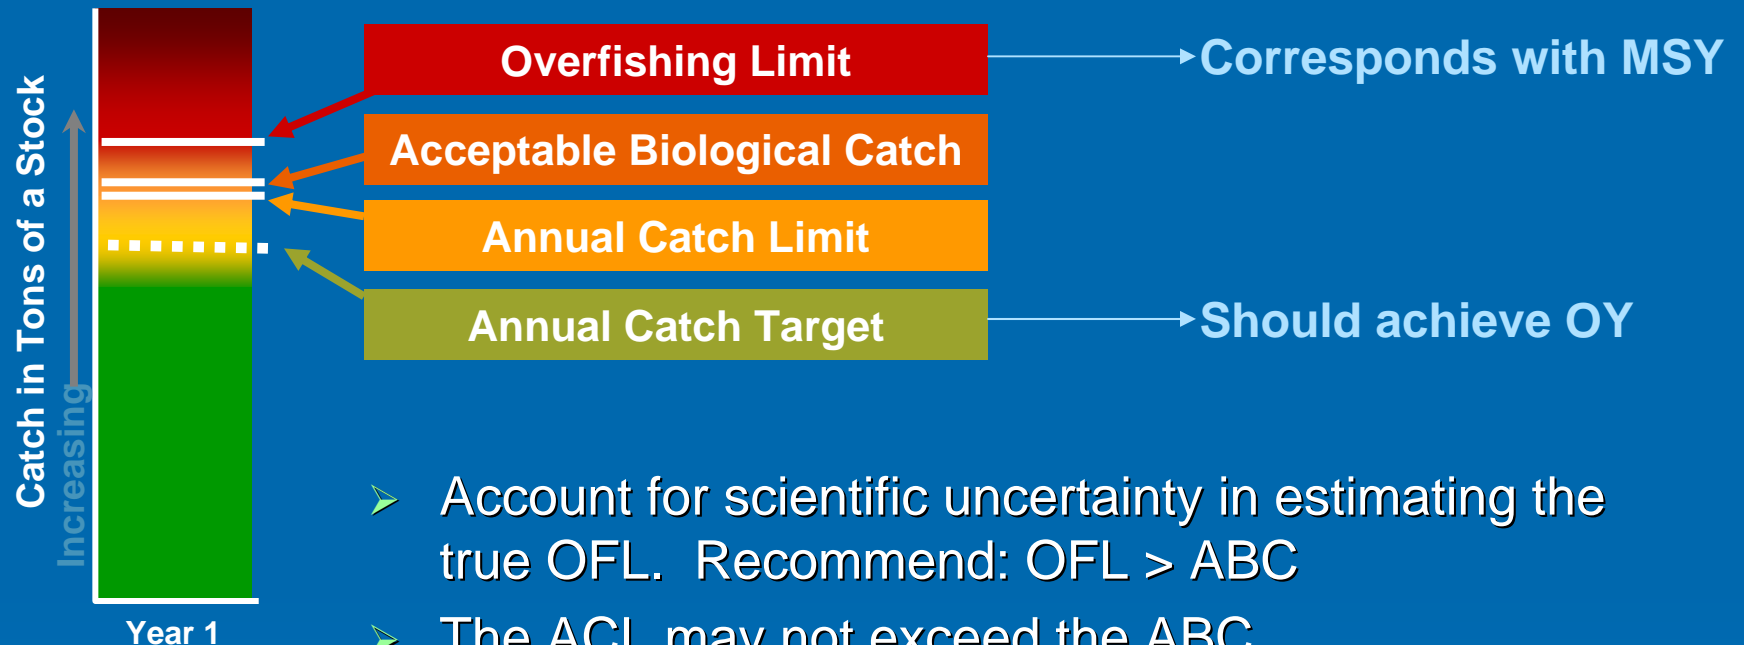 Catch in Tons of a Stock
Increasing
Year 1
Overfishing Limit
Corresponds with MSY
Acceptable Biological Catch
Annual Catch Limit
Annual Catch Target
Should achieve OY
➢ Account for scientific uncertainty in estimating the
true OFL. Recommend: OFL > ABC
➢ The ACL may not exceed the ABC